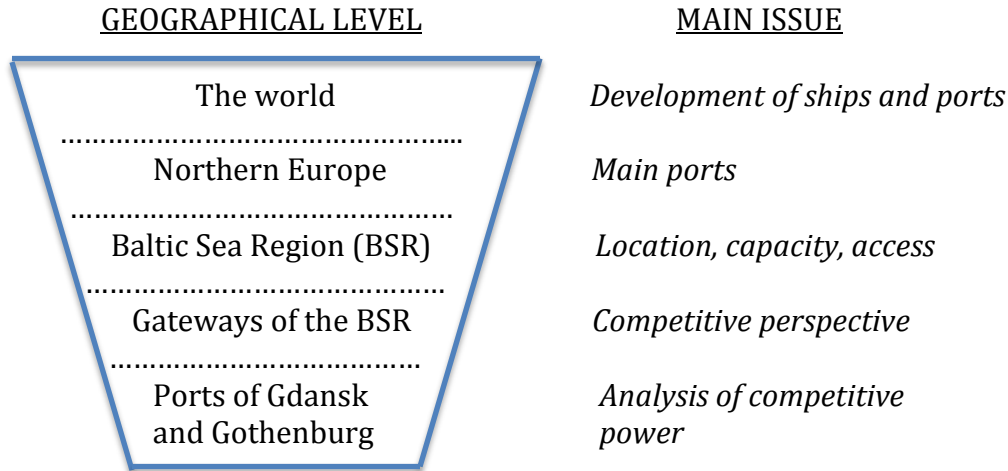 GEOGRAPHICAL LEVEL MAIN ISSUE
The world Development of ships and ports
…………………………………………....
Northern Europe Main ports
…………………………………………
Baltic Sea Region (BSR) Location, capacity, access
………………………………………
Gateways of the BSR Competitive perspective
…………………………………
Ports of Gdansk Analysis of competitive
and Gothenburg power